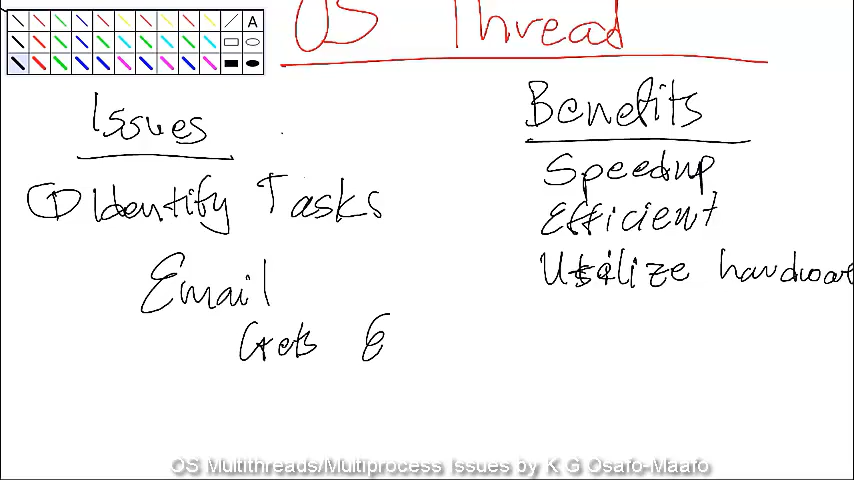 A
OS Thread
Issues
① Identify Tasks
Email
Gets E
Benefits
Speedup
Efficient
Utilize hardwar
OS Multithreads/Multiprocess Issues by K G Osafo-Maafo